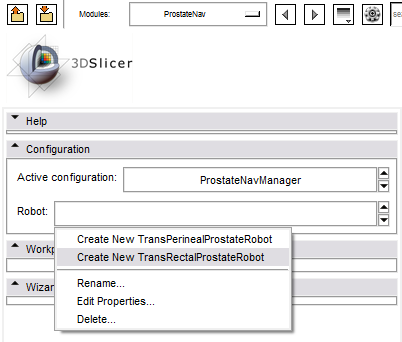 Modules: ProstateNav
3DSlicer
Help
Configuration
Active configuration: ProstateNavManager
Robot:
Create New TransPerinealProstateRobot
Create New TransRectalProstateRobot
Workp
Rename...
Wizar
Edit Properties...
Delete...